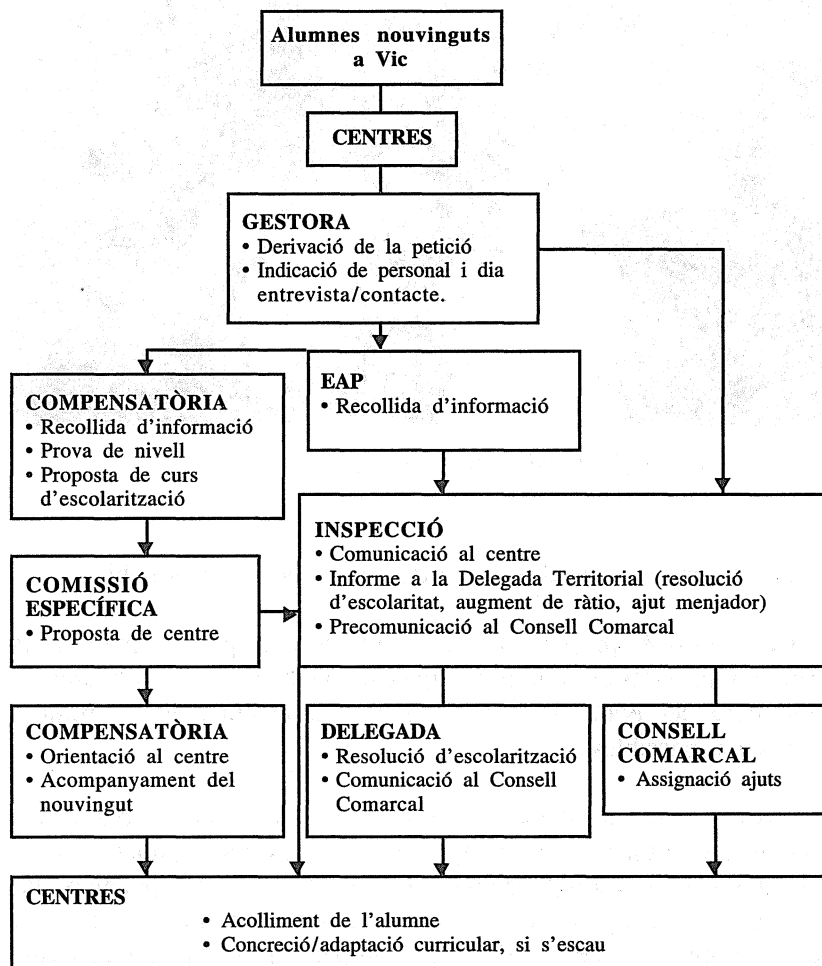 Alumnes nouvinguts
a Vic
CENTRES
GESTORA
• Derivació de la petició
• Indicació de personal i dia
entrevista/contacte.
EAP
• Recollida d'informació
COMPENSATÒRIA
• Recollida d'informació
• Prova de nivell
• Proposta de curs
d'escolarització
INSPECCIÓ
• Comunicació al centre
• Informe a la Delegada Territorial (resolució
d'escolaritat, augment de ràtio, ajut menjador)
• Precomunicació al Consell Comarcal
COMISSIÓ
ESPECÍFICA
• Proposta de centre
COMPENSATÒRIA
• Orientació al centre
• Acompanyament del
nouvingut
DELEGADA
• Resolució d'escolarització
• Comunicació al Consell
Comarcal
CONSELL
COMARCAL
• Assignació ajuts
CENTRES
• Acolliment de l'alumne
• Concreció/adaptació curricular, si s'escau